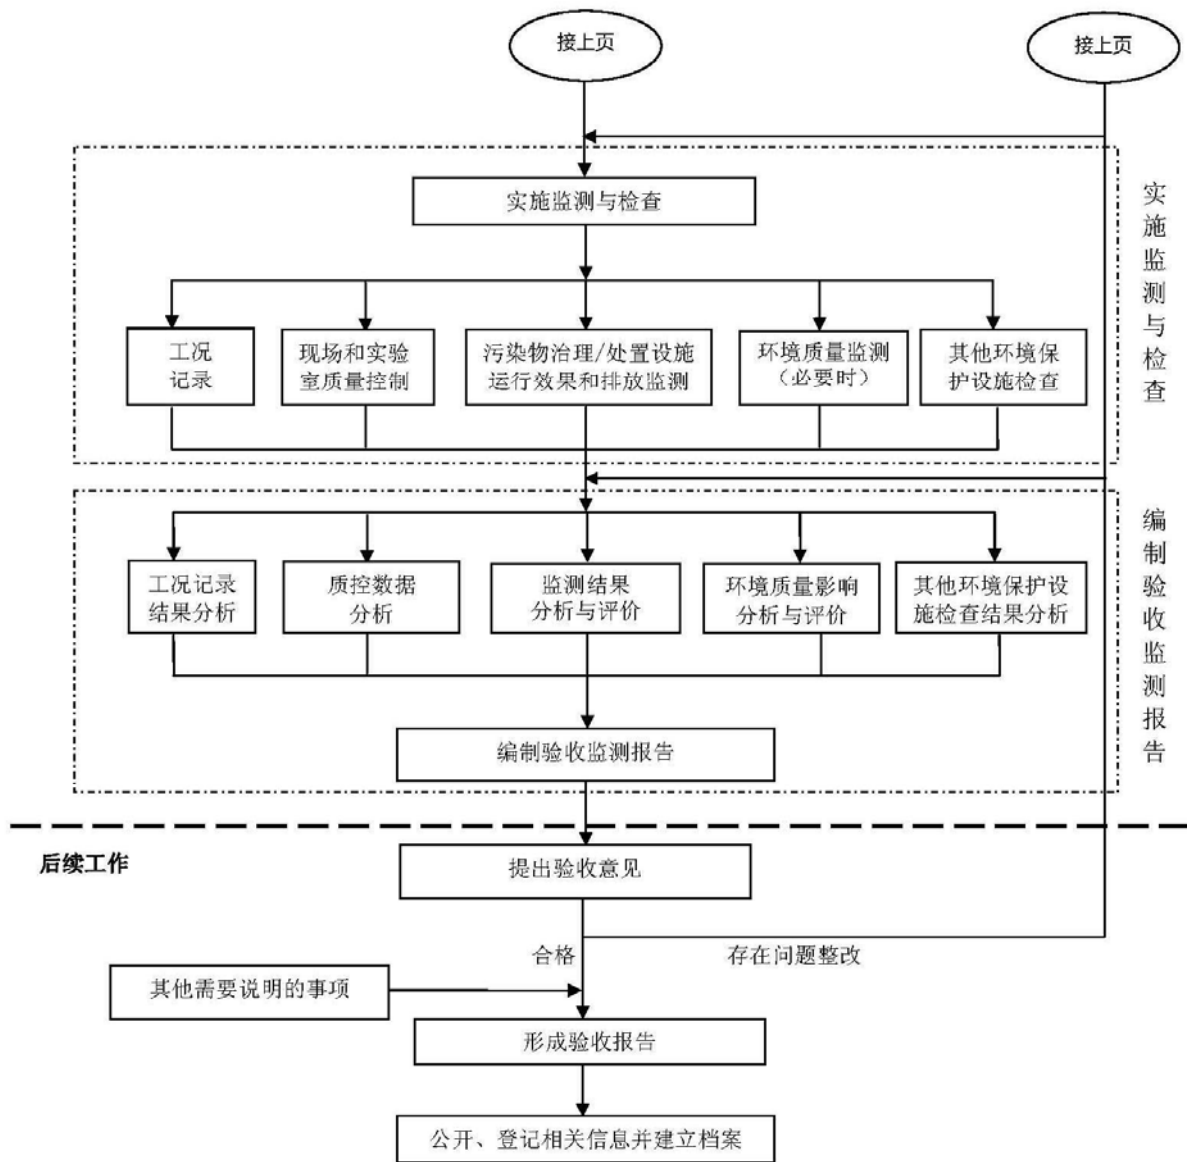 接上页
接上页
实施监测与检查
实施监测与检查
工况
记录
现场和实验
室质量控制
污染物治理/处置设施
运行效果和排放监测
环境质量监测
（必要时）
其他环境保
护设施检查
编制验收监测报告
工况记录
结果分析
质控数据
分析
监测结果
分析与评价
环境质量影响
分析与评价
其他环境保护设
施检查结果分析
编制验收监测报告
后续工作
提出验收意见
合格
存在问题整改
其他需要说明的事项
形成验收报告
公开、登记相关信息并建立档案